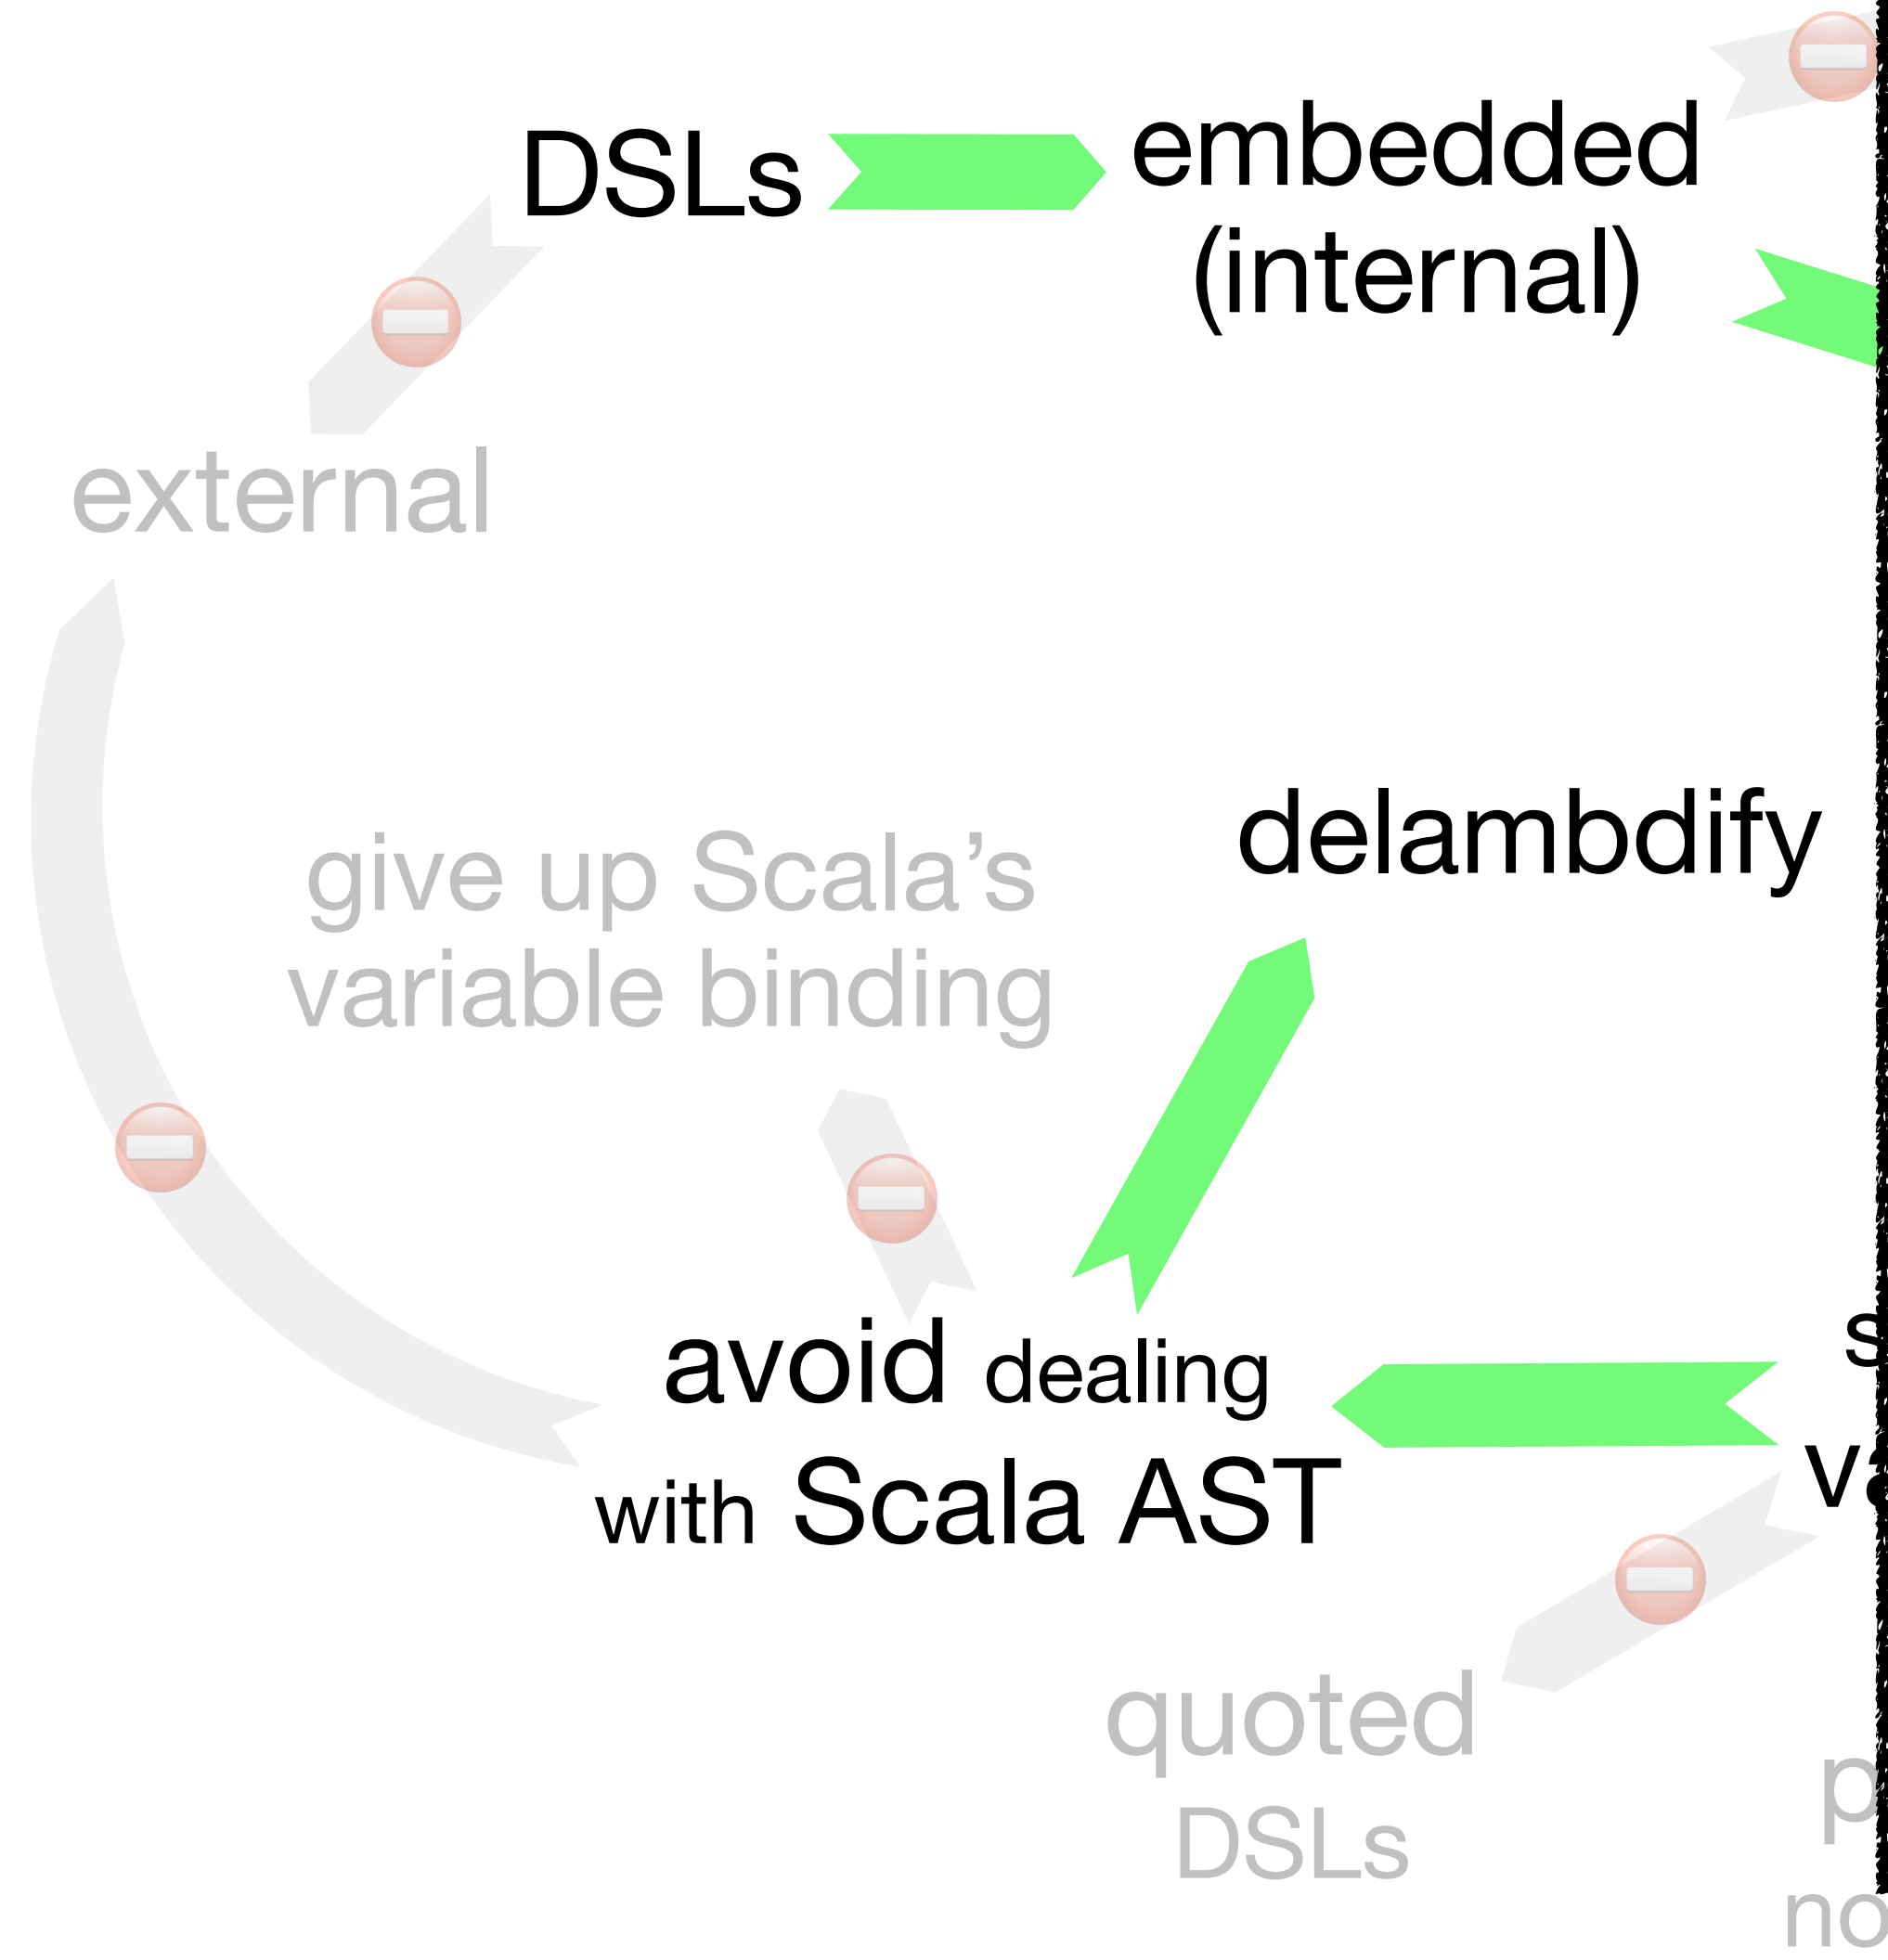 DSLs
embedded
(internal)
external
delambdify
give up Scala’s
variable binding
avoid dealing
with Scala AST
quoted
DSLs